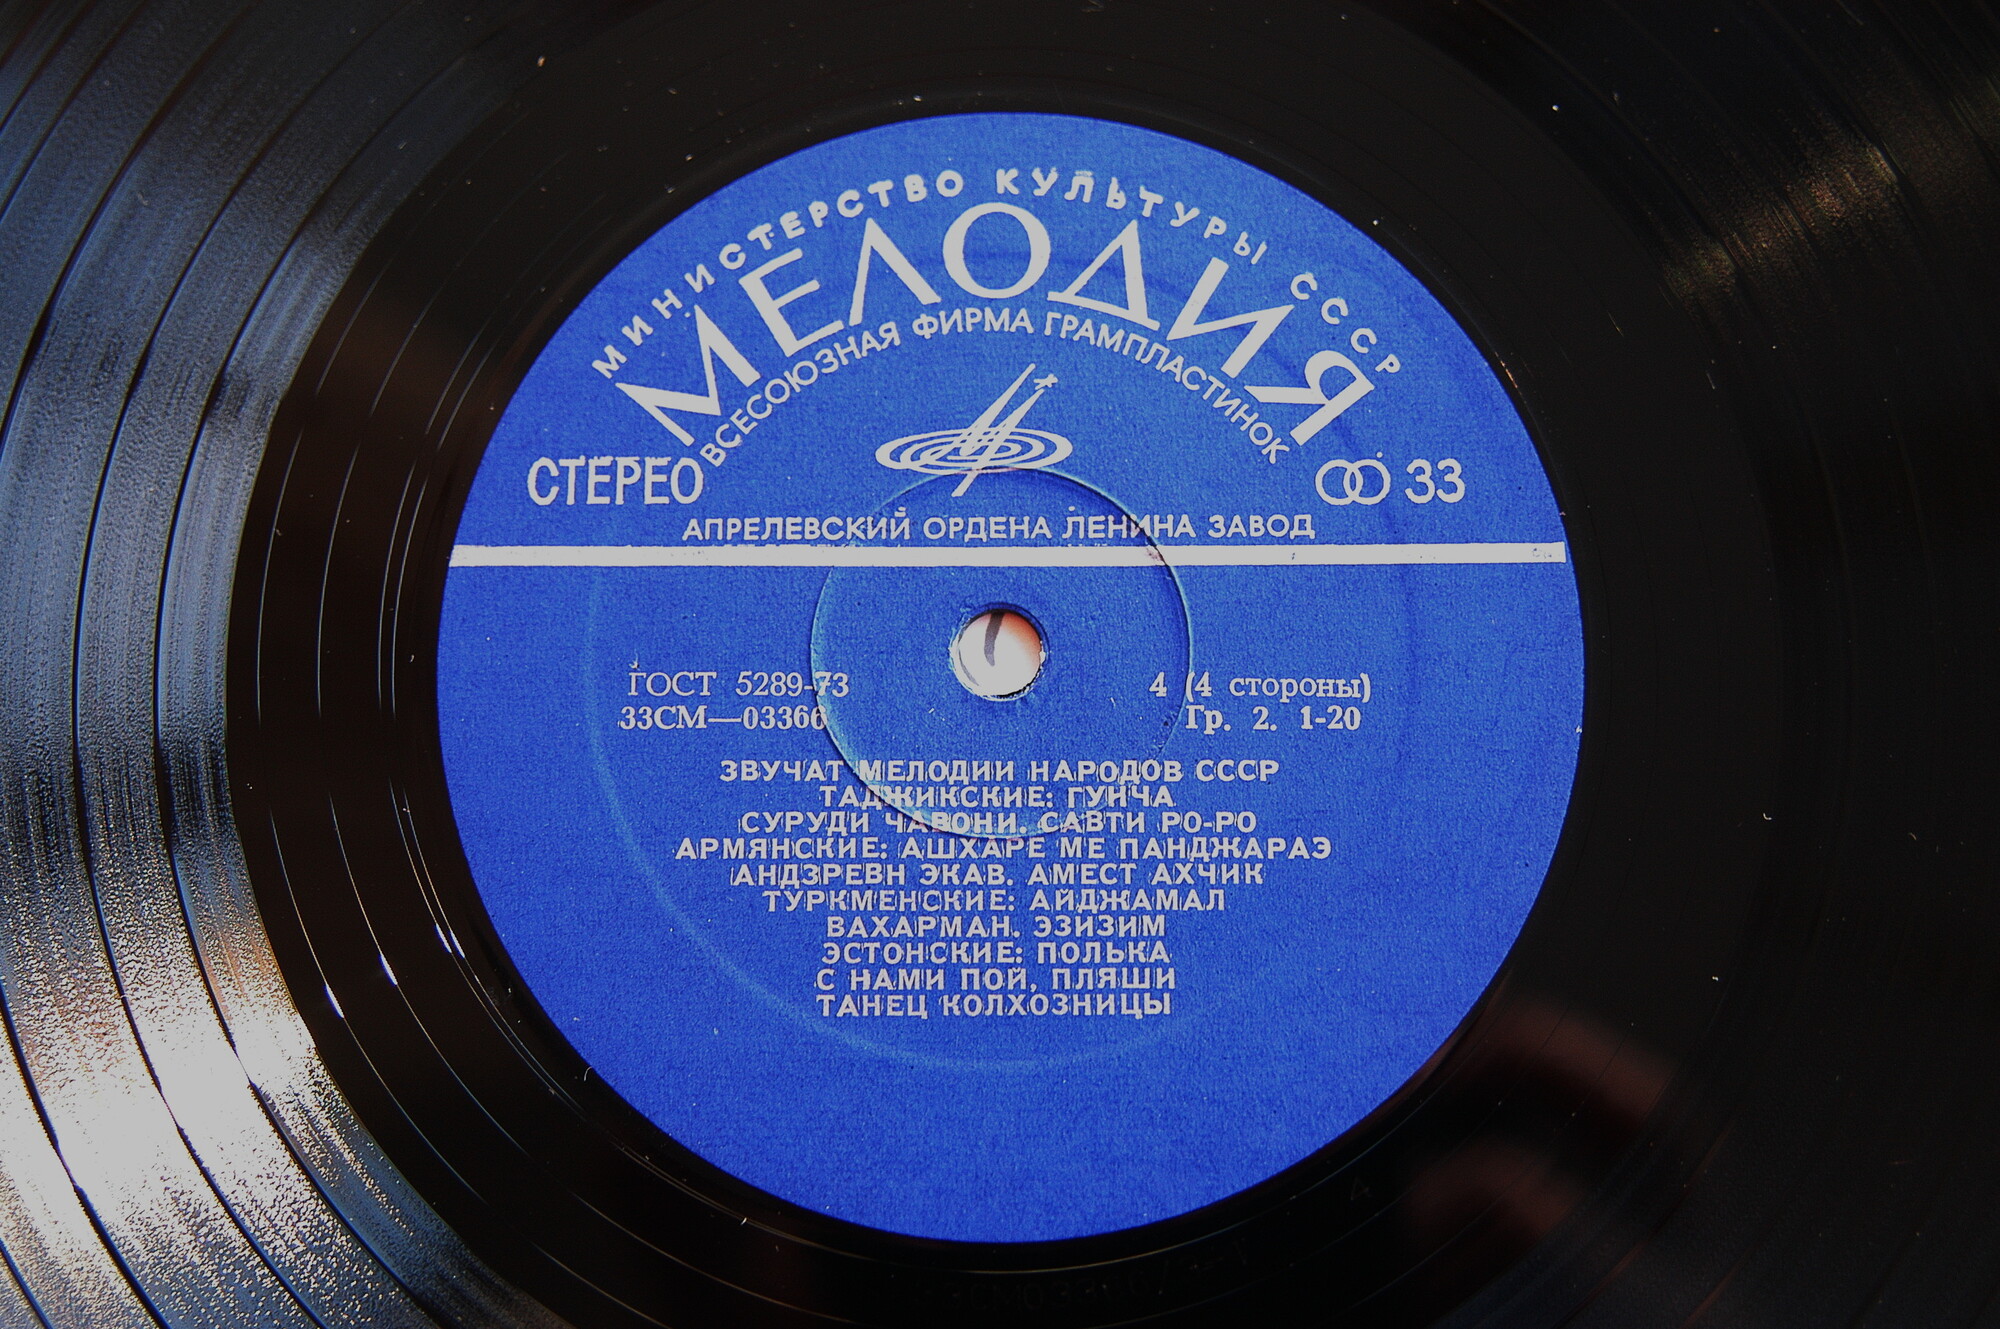 МИНИСТЕРСТВО КУЛЬТУРЫ СССР
МЕЛОДИЯ
ВСЕСОЮЗНАЯ ФИРМА ГРАМПЛАСТИНОК
СТЕРЕО
33
АПРЕЛЕВСКИЙ ОРДЕНА ЛЕНИНА ЗАВОД
ГОСТ 5289-73
4 (4 стороны)
33СМ—03366
Гр. 2. 1-20
ЗВУЧАТ МЕЛОДИИ НАРОДОВ СССР
ТАДЖИКСКИЕ: ГУНЧА
СУРУДИ ЧАВОНИ. САВТИ РО-РО
АРМЯНСКИЕ: АШХАРЕ МЕ ПАНДЖАРАЭ
АНДЗРЕВН ЭКАВ. АМЕСТ АХЧИК
ТУРКМЕНСКИЕ: АЙДЖАМАЛ
ВАХАРМАН. ЭЗИЗИМ
ЭСТОНСКИЕ: ПОЛЬКА
С НАМИ ПОЙ, ПЛЯШИ
ТАНЕЦ КОЛХОЗНИЦЫ